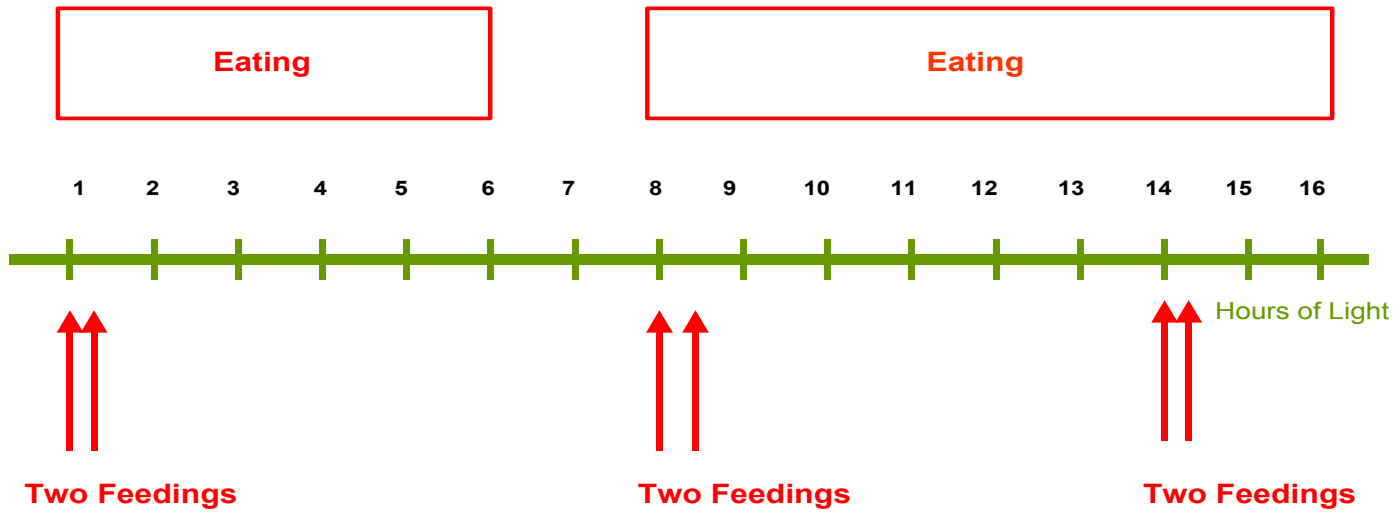 Eating Eating
1 2 3 4 5 6 7 8 9 10 11 12 13 14 15 16
Hours of Light
Two Feedings Two Feedings Two Feedings